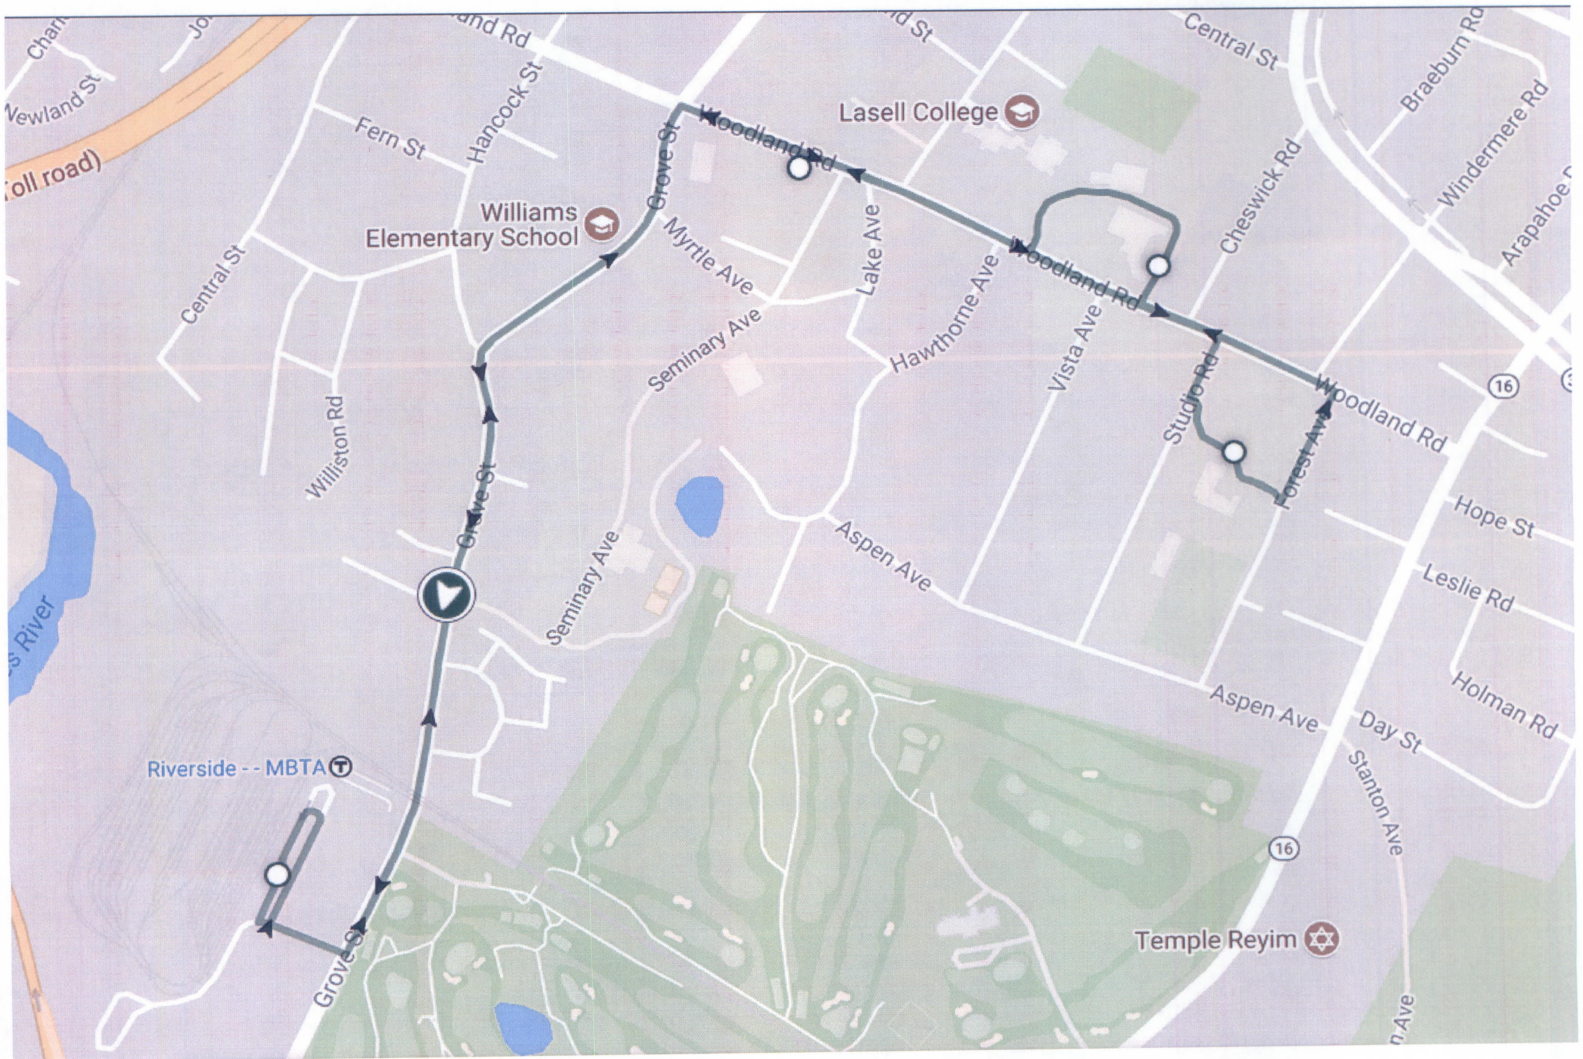 Newland St
Toll road)
Fern St
Hancock St
Central St
Williston Rd
Williams
Elementary School
Grove St
Woodland Rd
Lasell College
Central St
Braeburn Rd
Windermere Rd
Cheswick Rd
Myrtle Ave
Lake Ave
Seminary Ave
Hawthorne Ave
Woodland Rd
Vista Ave
Studio Rd
Forest Ave
Woodland Rd
16
Hope St
Leslie Rd
Holman Rd
Grove St
Seminary Ave
Aspen Ave
Aspen Ave
Day St
Stanton Ave
16
River
Riverside -- MBTA
T
Grove St
Temple Reyim